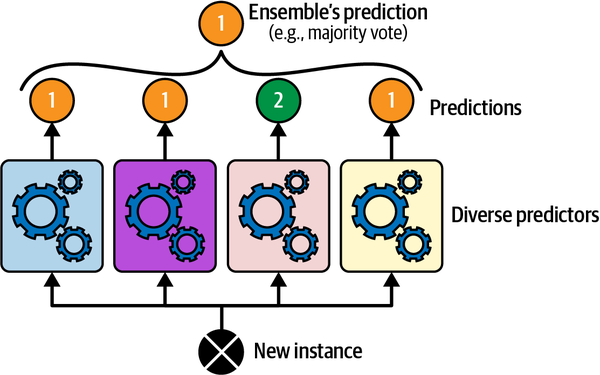 1
Ensemble's prediction
(e.g., majority vote)
1 1 2 1
Predictions
Diverse predictors
New instance